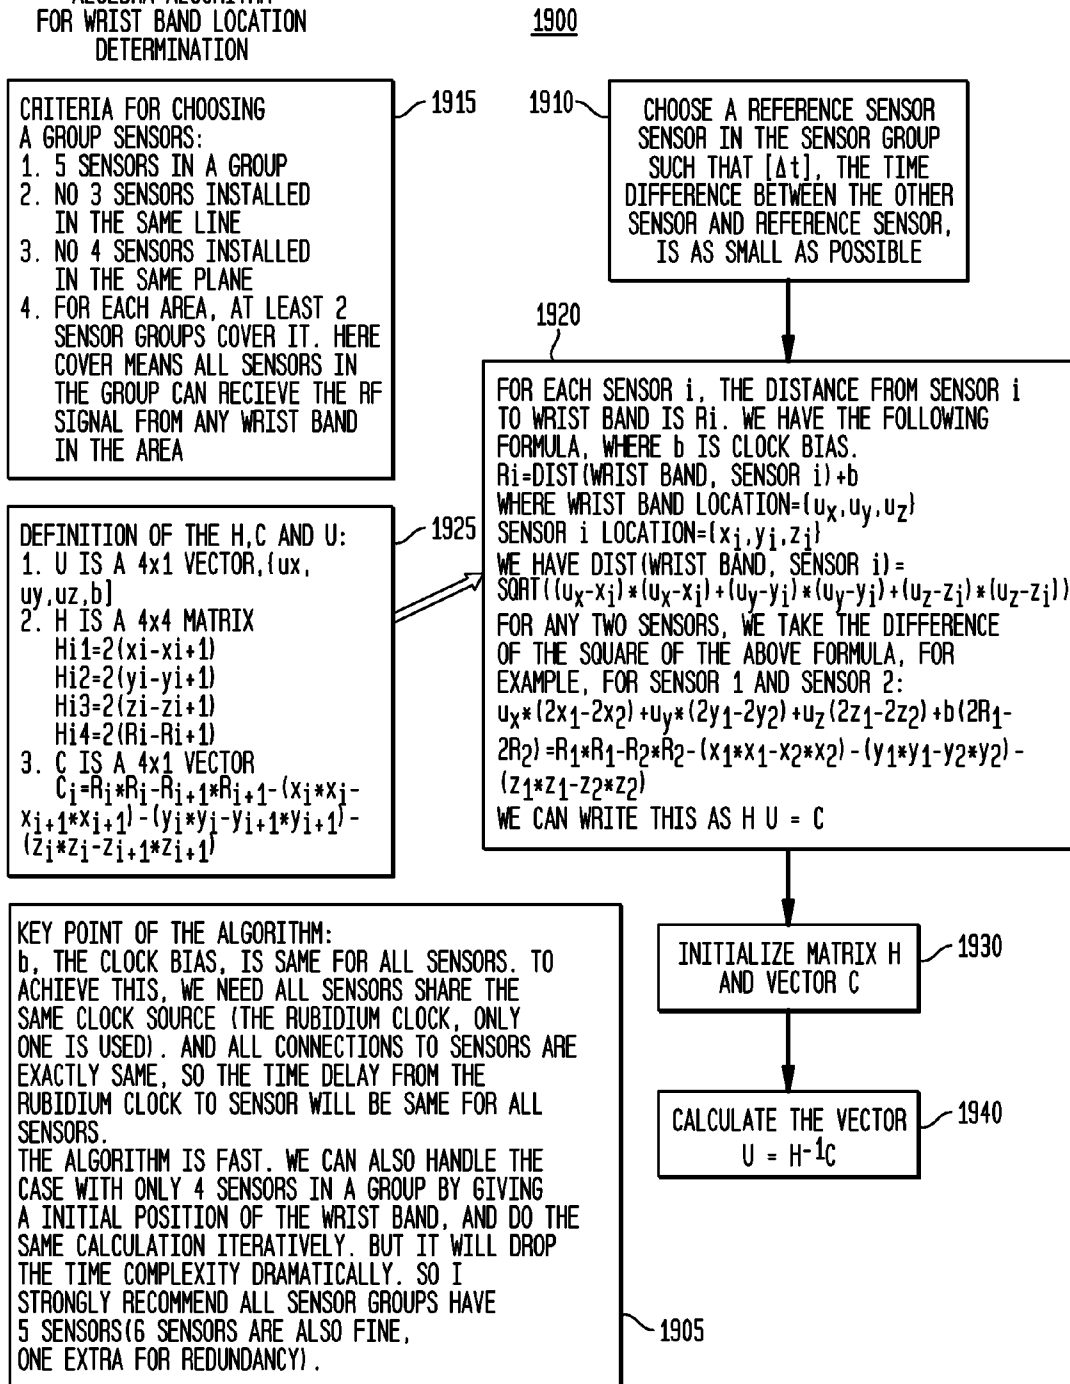 FOR WRIST BAND LOCATION
DETERMINATION
1900
CRITERIA FOR CHOOSING
A GROUP SENSORS:
1. 5 SENSORS IN A GROUP
2. NO 3 SENSORS INSTALLED
IN THE SAME LINE
3. NO 4 SENSORS INSTALLED
IN THE SAME PLANE
4. FOR EACH AREA, AT LEAST 2
SENSOR GROUPS COVER IT. HERE
COVER MEANS ALL SENSORS IN
THE GROUP CAN RECIEVE THE RF
SIGNAL FROM ANY WRIST BAND
IN THE AREA
1915
1910
CHOOSE A REFERENCE SENSOR
SENSOR IN THE SENSOR GROUP
SUCH THAT [Δt], THE TIME
DIFFERENCE BETWEEN THE OTHER
SENSOR AND REFERENCE SENSOR,
IS AS SMALL AS POSSIBLE
1920
FOR EACH SENSOR i, THE DISTANCE FROM SENSOR i
TO WRIST BAND IS Ri. WE HAVE THE FOLLOWING
FORMULA, WHERE b IS CLOCK BIAS.
Ri=DIST(WRIST BAND, SENSOR i)+b
WHERE WRIST BAND LOCATION={ux,uy,uz}
SENSOR i LOCATION={xi,yi,zi}
WE HAVE DIST(WRIST BAND, SENSOR i)=
SQRT((ux-xi)*(ux-xi)+(uy-yi)*(uy-yi)+(uz-zi)*(uz-zi))
FOR ANY TWO SENSORS, WE TAKE THE DIFFERENCE
OF THE SQUARE OF THE ABOVE FORMULA, FOR
EXAMPLE, FOR SENSOR 1 AND SENSOR 2:
ux*(2x1-2x2)+uy*(2y1-2y2)+uz(2z1-2z2)+b(2R1-
2R2)=R1*R1-R2*R2-(x1*x1-x2*x2)-(y1*y1-y2*y2)-
(z1*z1-z2*z2)
WE CAN WRITE THIS AS H U = C
DEFINITION OF THE H,C AND U:
1. U IS A 4x1 VECTOR,{ux,
uy,uz,b]
2. H IS A 4x4 MATRIX
Hi1=2(xi-xi+1)
Hi2=2(yi-yi+1)
Hi3=2(zi-zi+1)
Hi4=2(Ri-Ri+1)
3. C IS A 4x1 VECTOR
Ci=Ri*Ri-Ri+1*Ri+1-(xi*xi-
xi+1*xi+1)-(yi*yi-yi+1*yi+1)-
(zi*zi-zi+1*zi+1)
1925
INITIALIZE MATRIX H
AND VECTOR C
1930
CALCULATE THE VECTOR
U = H-1C
1940
KEY POINT OF THE ALGORITHM:
b, THE CLOCK BIAS, IS SAME FOR ALL SENSORS. TO
ACHIEVE THIS, WE NEED ALL SENSORS SHARE THE
SAME CLOCK SOURCE (THE RUBIDIUM CLOCK, ONLY
ONE IS USED). AND ALL CONNECTIONS TO SENSORS ARE
EXACTLY SAME, SO THE TIME DELAY FROM THE
RUBIDIUM CLOCK TO SENSOR WILL BE SAME FOR ALL
SENSORS.
THE ALGORITHM IS FAST. WE CAN ALSO HANDLE THE
CASE WITH ONLY 4 SENSORS IN A GROUP BY GIVING
A INITIAL POSITION OF THE WRIST BAND, AND DO THE
SAME CALCULATION ITERATIVELY. BUT IT WILL DROP
THE TIME COMPLEXITY DRAMATICALLY. SO I
STRONGLY RECOMMEND ALL SENSOR GROUPS HAVE
5 SENSORS(6 SENSORS ARE ALSO FINE,
ONE EXTRA FOR REDUNDANCY).
1905